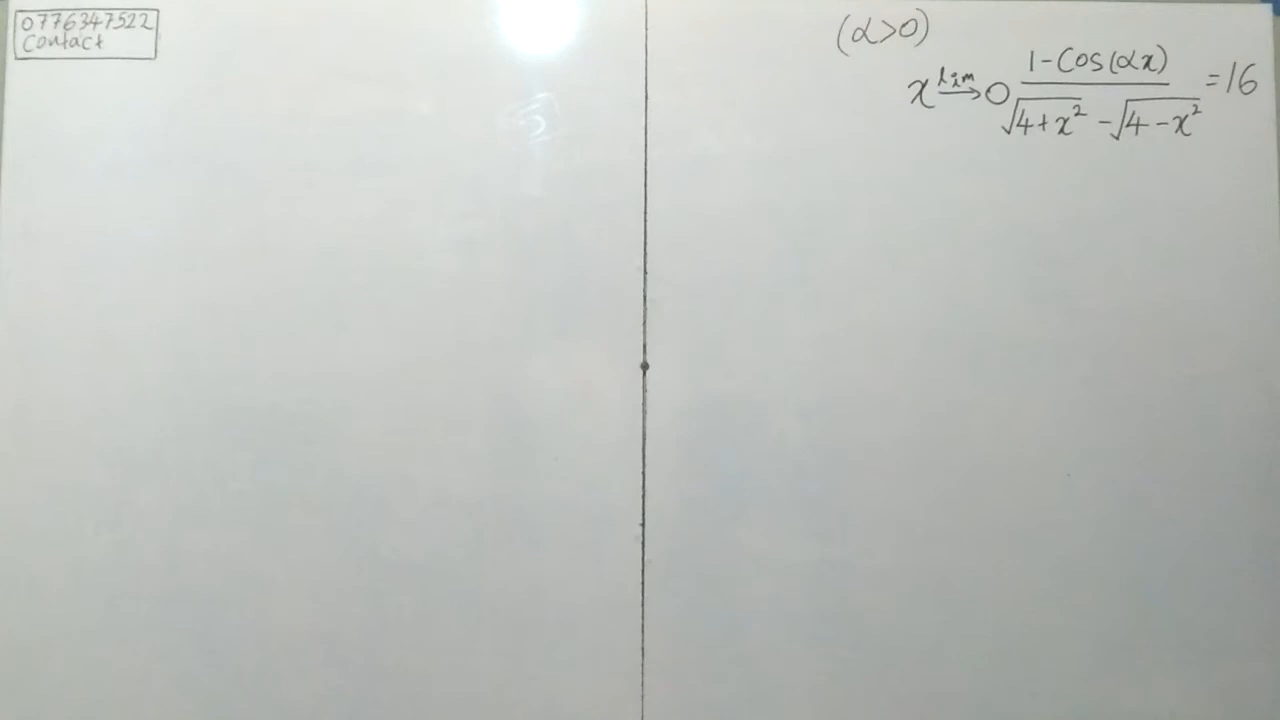 0776347522
Contact
(α>0)
lim x→0 (1-Cos(αx))/(√(4+x²) - √(4-x²)) = 16